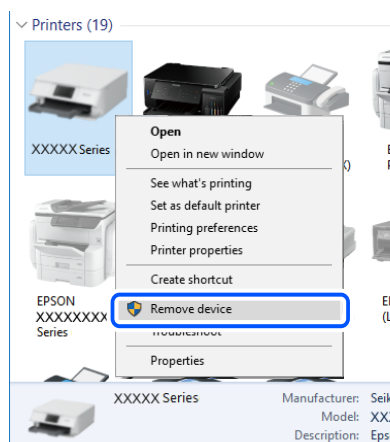 Printers (19)
XXXXX Series
Open
Open in new window
See what's printing
Set as default printer
Printing preferences
Printer properties
Create shortcut
Remove device
Troubleshoot
Properties
EPSON
XXXXXXXX
Series
XXXXX Series
Manufacturer:
Model:
Description: